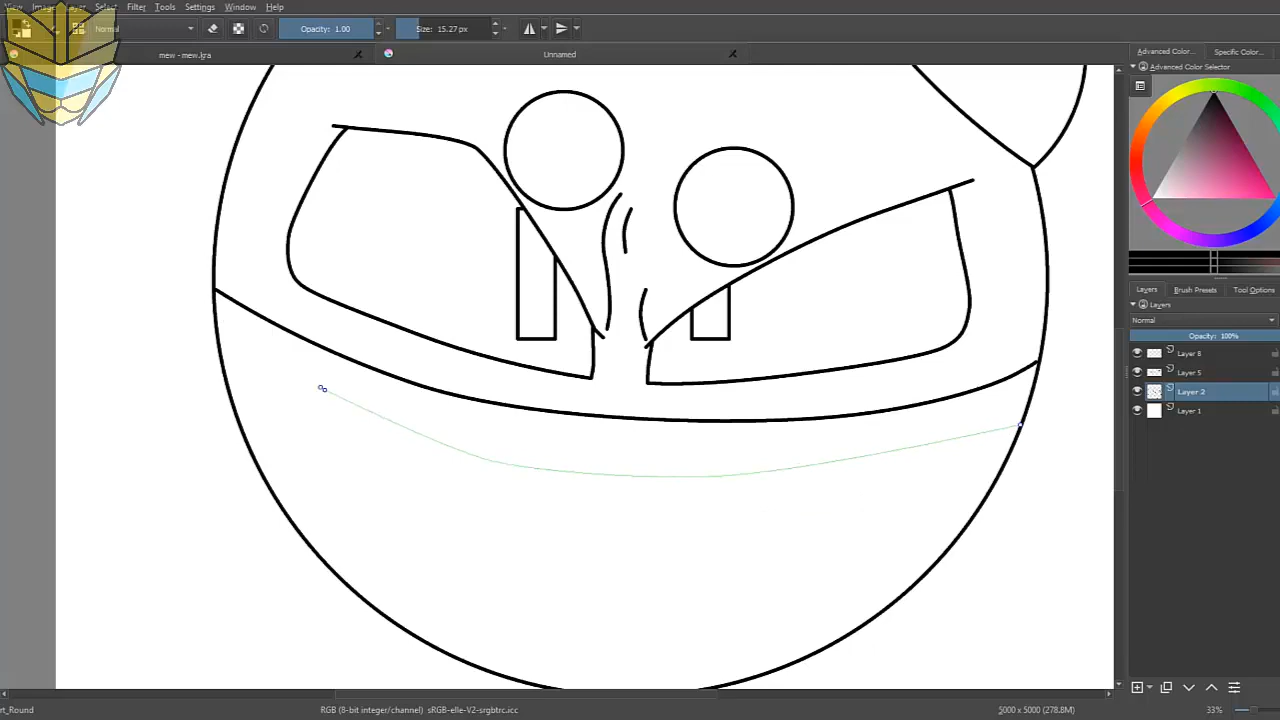 View Image Layer Select Filter Tools Settings Window Help
Normal Opacity: 1.00 Size: 15.27 px
mew - mew.kra Unnamed
Advanced Color... Specific Color...
Advanced Color Selector
Layers Brush Presets Tool Options
Layers
Normal
Opacity: 100%
Layer 8
Layer 5
Layer 2
Layer 1
rt_Round RGB (8-bit integer/channel) sRGB-elle-V2-srgbtrc.icc 5000 x 5000 (278.8M) 33%